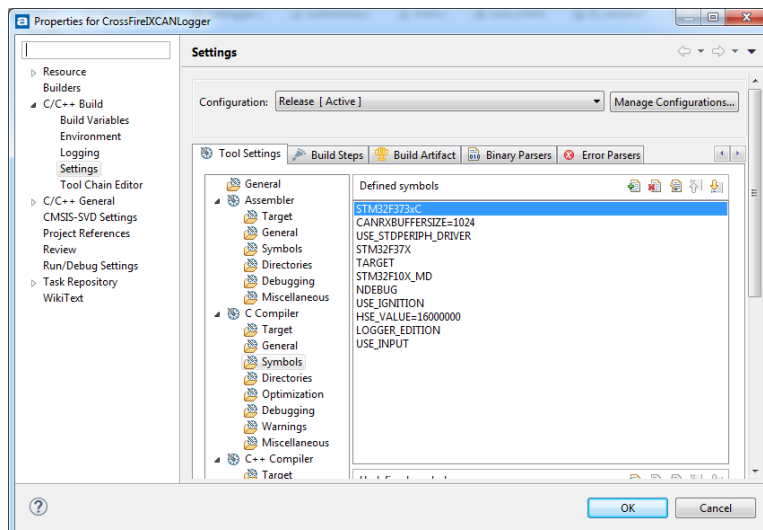 Properties for CrossFireIXCANLogger
Settings
Resource
Builders
C/C++ Build
Build Variables
Environment
Logging
Settings
Tool Chain Editor
C/C++ General
CMSIS-SVD Settings
Project References
Review
Run/Debug Settings
Task Repository
WikiText
Configuration: Release [ Active ] Manage Configurations...
Tool Settings Build Steps Build Artifact Binary Parsers Error Parsers
General
Assembler
Target
General
Symbols
Directories
Debugging
Miscellaneous
C Compiler
Target
General
Symbols
Directories
Optimization
Debugging
Warnings
Miscellaneous
C++ Compiler
Target
Defined symbols
STM32F373xC
CANRXBUFFERSIZE=1024
USE_STDPERIPH_DRIVER
STM32F37X
TARGET
STM32F10X_MD
NDEBUG
USE_IGNITION
HSE_VALUE=16000000
LOGGER_EDITION
USE_INPUT
OK Cancel